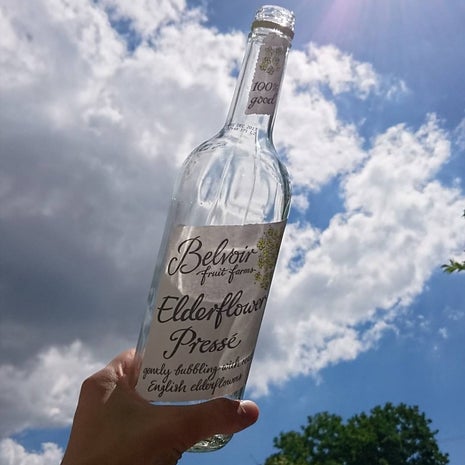 100%
good
Belvoir
fruit farms
Elderflower
Pressé
gently bubbling with
English elderflowers